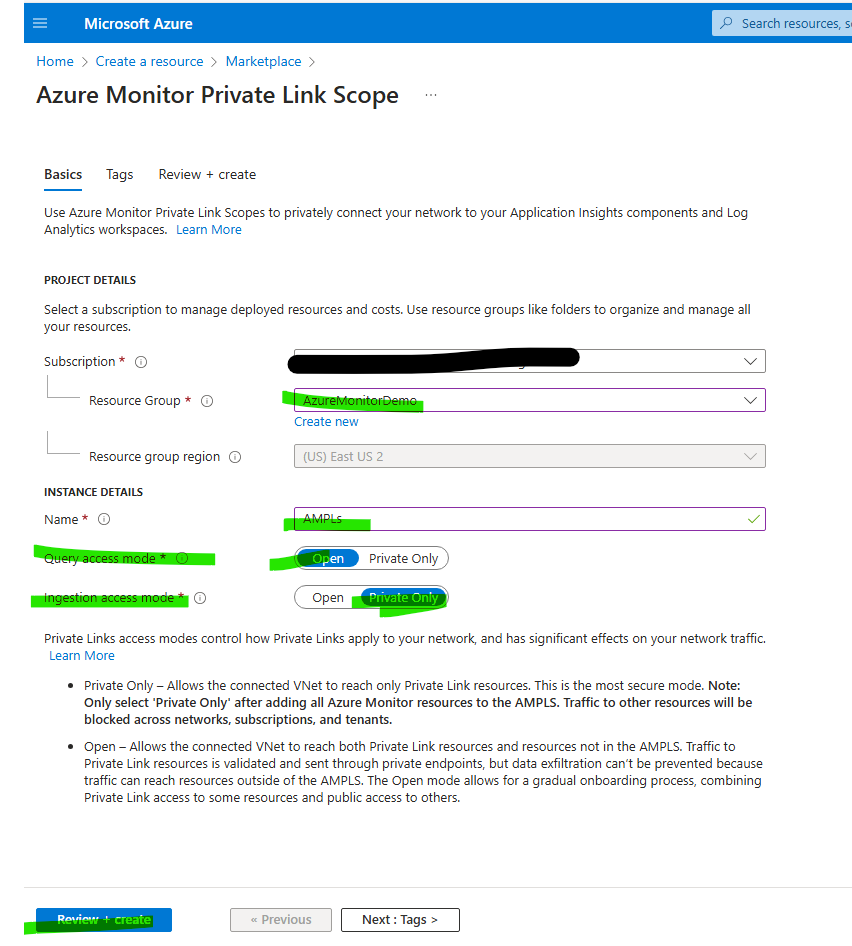 Microsoft Azure
Search resources, s
Home > Create a resource > Marketplace >
Azure Monitor Private Link Scope ...
Basics Tags Review + create
Use Azure Monitor Private Link Scopes to privately connect your network to your Application Insights components and Log
Analytics workspaces. Learn More
PROJECT DETAILS
Select a subscription to manage deployed resources and costs. Use resource groups like folders to organize and manage all
your resources.
Subscription *
Resource Group * AzureMonitorDemo
Create new
Resource group region (US) East US 2
INSTANCE DETAILS
Name * AMPLs
Query access mode * Open Private Only
Ingestion access mode * Open Private Only
Private Links access modes control how Private Links apply to your network, and has significant effects on your network traffic.
Learn More
• Private Only – Allows the connected VNet to reach only Private Link resources. This is the most secure mode. Note:
Only select 'Private Only' after adding all Azure Monitor resources to the AMPLS. Traffic to other resources will be
blocked across networks, subscriptions, and tenants.
• Open – Allows the connected VNet to reach both Private Link resources and resources not in the AMPLS. Traffic to
Private Link resources is validated and sent through private endpoints, but data exfiltration can't be prevented because
traffic can reach resources outside of the AMPLS. The Open mode allows for a gradual onboarding process, combining
Private Link access to some resources and public access to others.
Review + create « Previous Next : Tags >